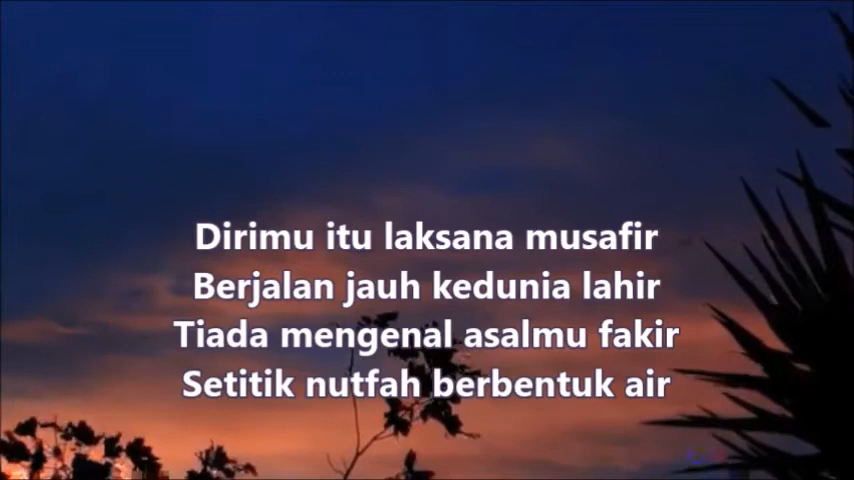 Dirimu itu laksana musafir
Berjalan jauh kedunia lahir
Tiada mengenal asalmu fakir
Setitik nutfah berbentuk air